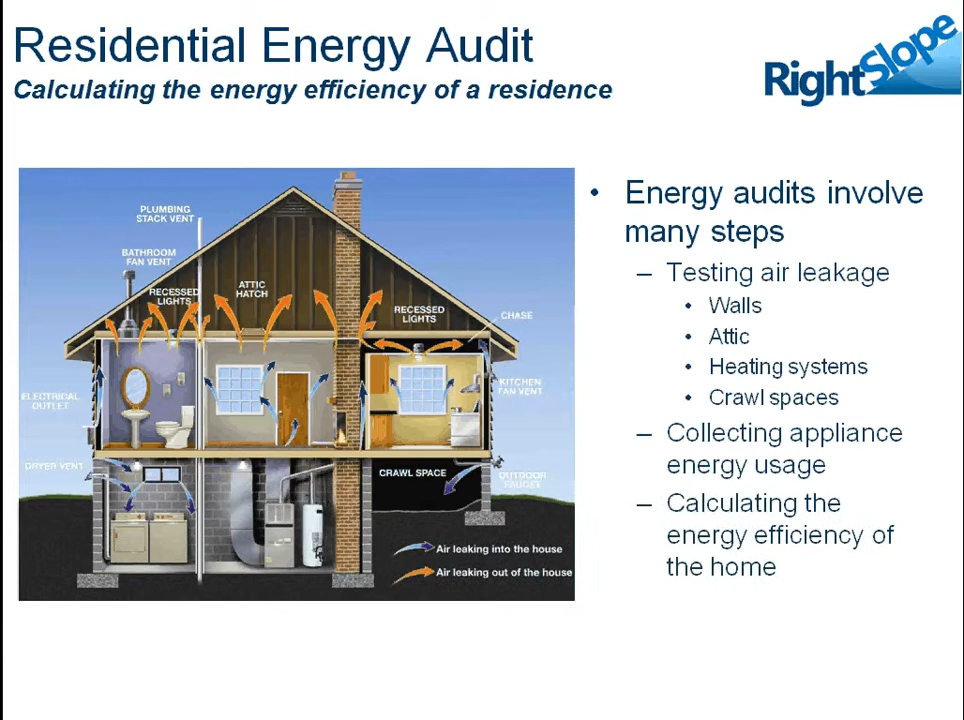 Residential Energy Audit
Calculating the energy efficiency of a residence
RightSlope
PLUMBING
STACK VENT
BATHROOM
FAN VENT
RECESSED
LIGHTS
ATTIC
HATCH
RECESSED
LIGHTS
CHASE
ELECTRICAL
OUTLET
KITCHEN
FAN VENT
DRYER VENT
CRAWL SPACE
OUTDOOR
FAUCET
Air leaking into the house
Air leaking out of the house
• Energy audits involve
many steps
– Testing air leakage
• Walls
• Attic
• Heating systems
• Crawl spaces
– Collecting appliance
energy usage
– Calculating the
energy efficiency of
the home